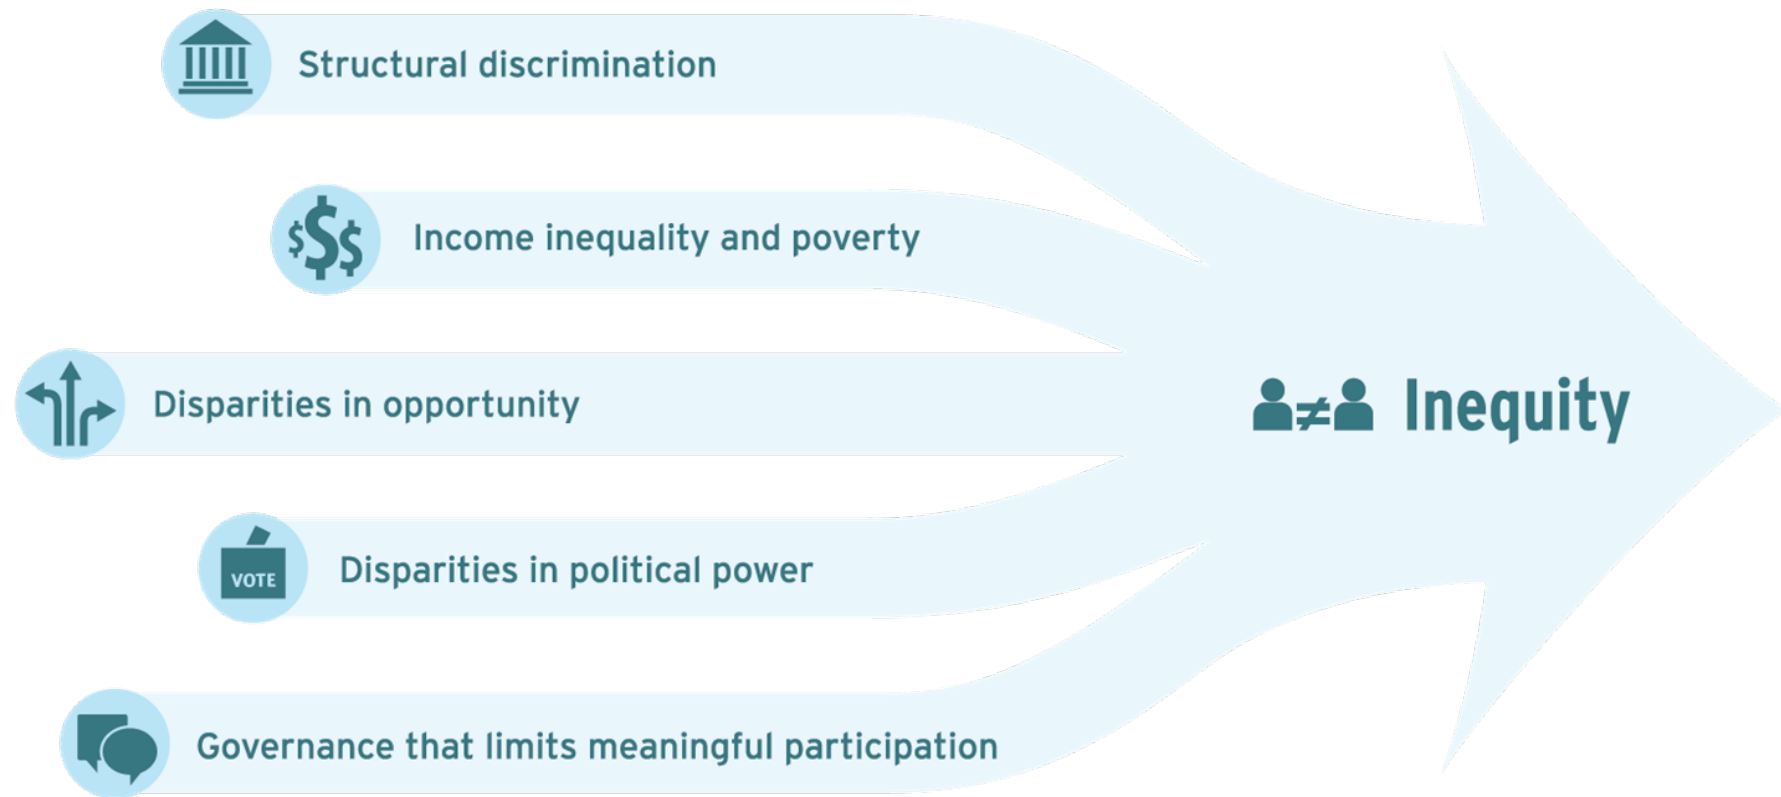 Structural discrimination
$$$
Income inequality and poverty
Disparities in opportunity
≠ Inequity
VOTE
Disparities in political power
Governance that limits meaningful participation